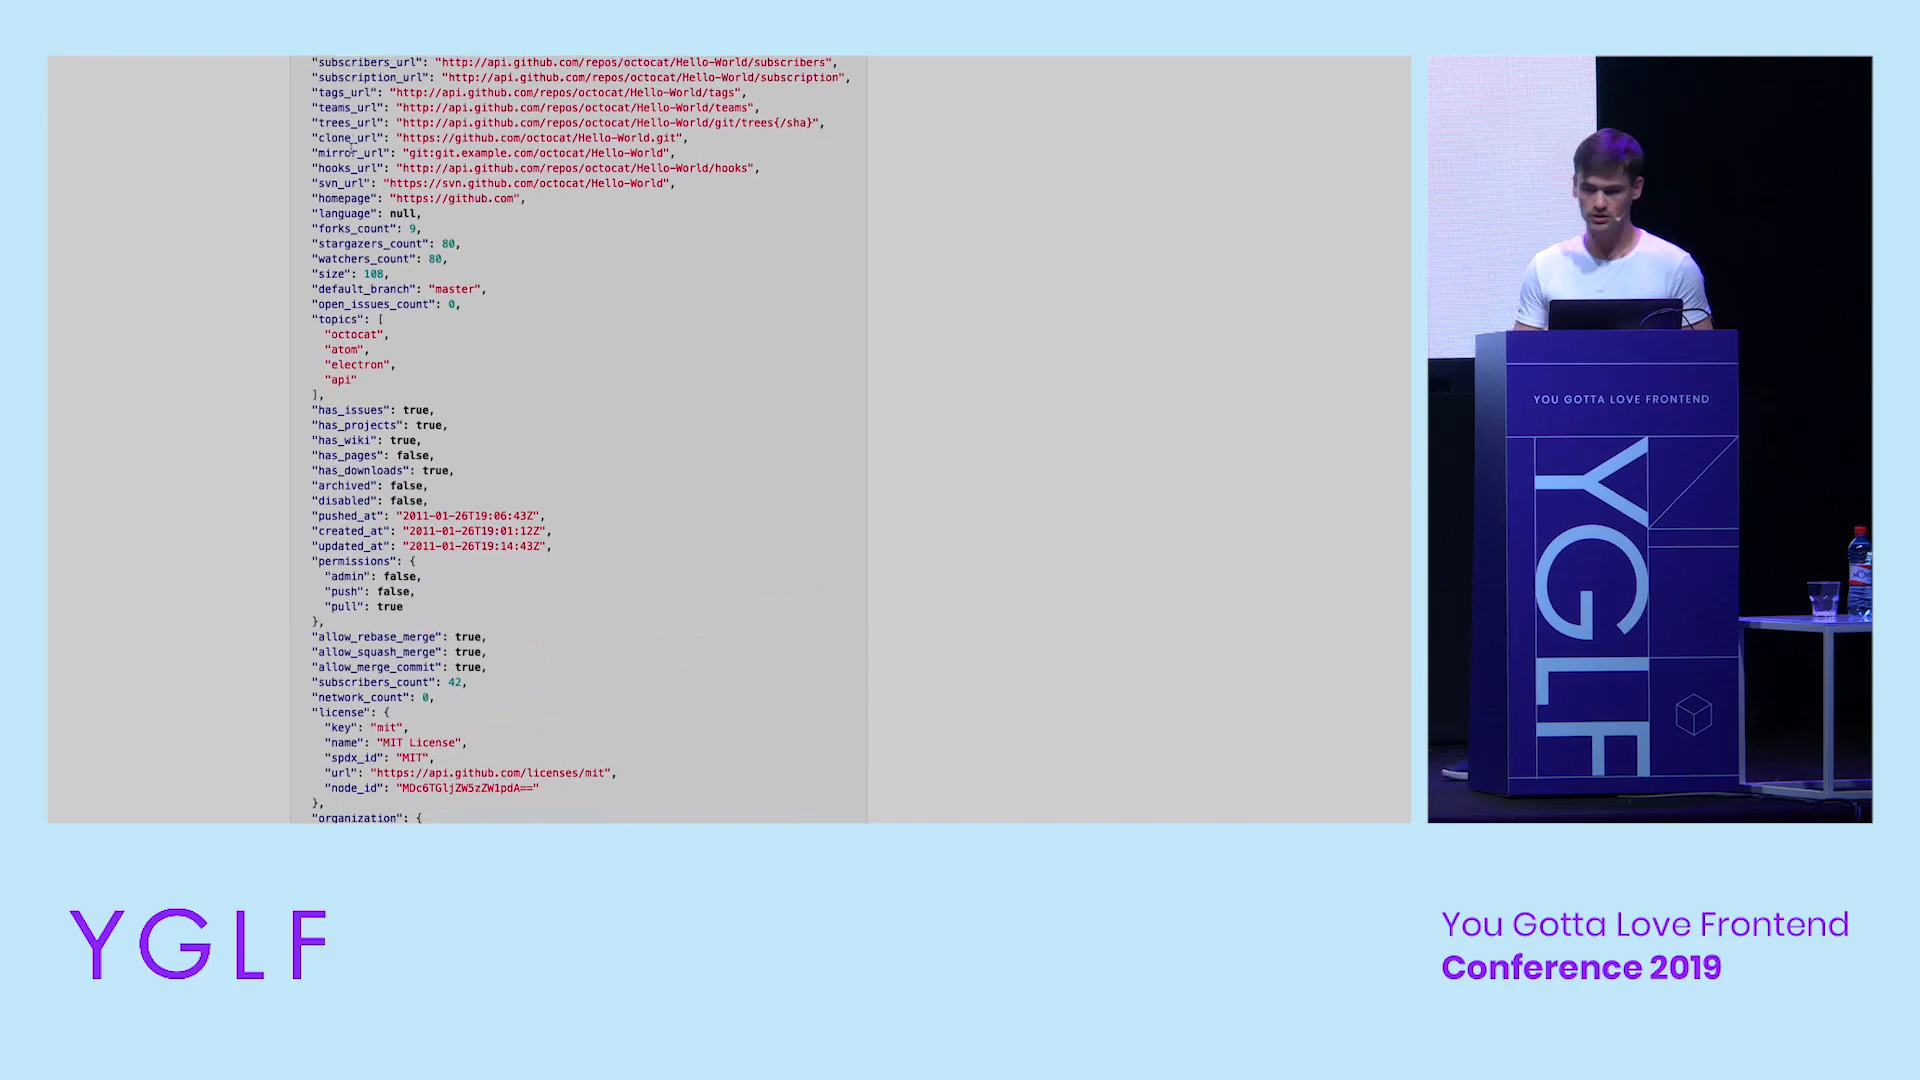 "subscribers_url": "http://api.github.com/repos/octocat/Hello-World/subscribers",
"subscription_url": "http://api.github.com/repos/octocat/Hello-World/subscription",
"tags_url": "http://api.github.com/repos/octocat/Hello-World/tags",
"teams_url": "http://api.github.com/repos/octocat/Hello-World/teams",
"trees_url": "http://api.github.com/repos/octocat/Hello-World/git/trees{/sha}",
"clone_url": "https://github.com/octocat/Hello-World.git",
"mirror_url": "git:git.example.com/octocat/Hello-World",
"hooks_url": "http://api.github.com/repos/octocat/Hello-World/hooks",
"svn_url": "https://svn.github.com/octocat/Hello-World",
"homepage": "https://github.com",
"language": null,
"forks_count": 9,
"stargazers_count": 80,
"watchers_count": 80,
"size": 108,
"default_branch": "master",
"open_issues_count": 0,
"topics": [
"octocat",
"atom",
"electron",
"api"
],
"has_issues": true,
"has_projects": true,
"has_wiki": true,
"has_pages": false,
"has_downloads": true,
"archived": false,
"disabled": false,
"pushed_at": "2011-01-26T19:06:43Z",
"created_at": "2011-01-26T19:01:12Z",
"updated_at": "2011-01-26T19:14:43Z",
"permissions": {
"admin": false,
"push": false,
"pull": true
},
"allow_rebase_merge": true,
"allow_squash_merge": true,
"allow_merge_commit": true,
"subscribers_count": 42,
"network_count": 0,
"license": {
"key": "mit",
"name": "MIT License",
"spdx_id": "MIT",
"url": "https://api.github.com/licenses/mit",
"node_id": "MDc6TGljZW5zZW1pdA=="
},
"organization": {
YOU GOTTA LOVE FRONTEND
YGLF
YGLF
You Gotta Love Frontend
Conference 2019